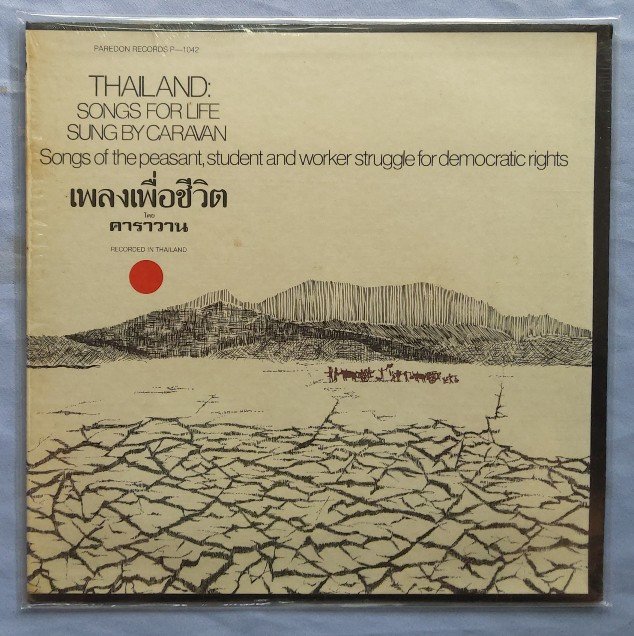 PAREDON RECORDS P—1042
THAILAND:
SONGS FOR LIFE
SUNG BY CARAVAN
Songs of the peasant, student and worker struggle for democratic rights
เพลงเพื่อชีวิต
โดย
คาราวาน
RECORDED IN THAILAND